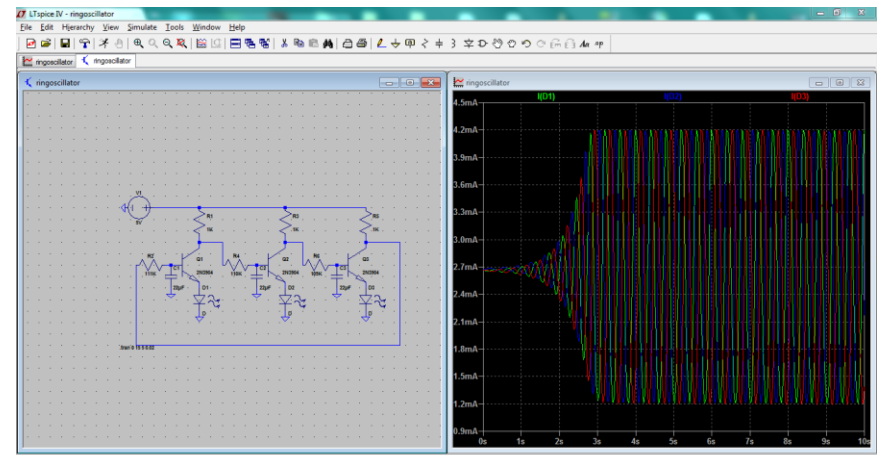 LTspice IV - ringoscillator
File Edit Hierarchy View Simulate Tools Window Help
ringoscillator ringoscillator
ringoscillator
V1
9V
R1
1K
R3
1K
R5
1K
R2
Q1
2N3904
R4
Q2
2N3904
R6
Q3
2N3904
C1
22µF
C2
22µF
C3
22µF
D1
D
D2
D
D3
D
ringoscillator
I(D1) I(D2) I(D3)
4.5mA
4.2mA
3.9mA
3.6mA
3.3mA
3.0mA
2.7mA
2.4mA
2.1mA
1.8mA
1.5mA
1.2mA
0.9mA
0s 1s 2s 3s 4s 5s 6s 7s 8s 9s 10s